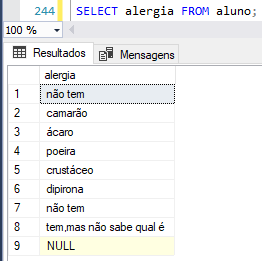 244 SELECT alergia FROM aluno;
100 %
Resultados Mensagens
alergia
1 não tem
2 camarão
3 ácaro
4 poeira
5 crustáceo
6 dipirona
7 não tem
8 tem,mas não sabe qual é
9 NULL